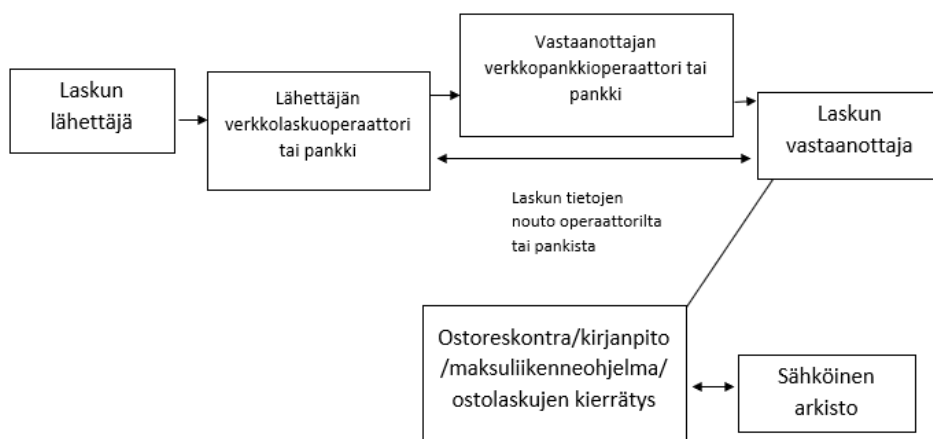 Laskun
lähettäjä
Lähettäjän
verkkolaskuoperaattori
tai pankki
Vastaanottajan
verkkopankkioperaattori tai
pankki
Laskun
vastaanottaja
Laskun tietojen
nouto operaattorilta
tai pankista
Ostoreskontra/kirjanpito
/maksuliikenneohjelma/
ostolaskujen kierrätys
Sähköinen
arkisto